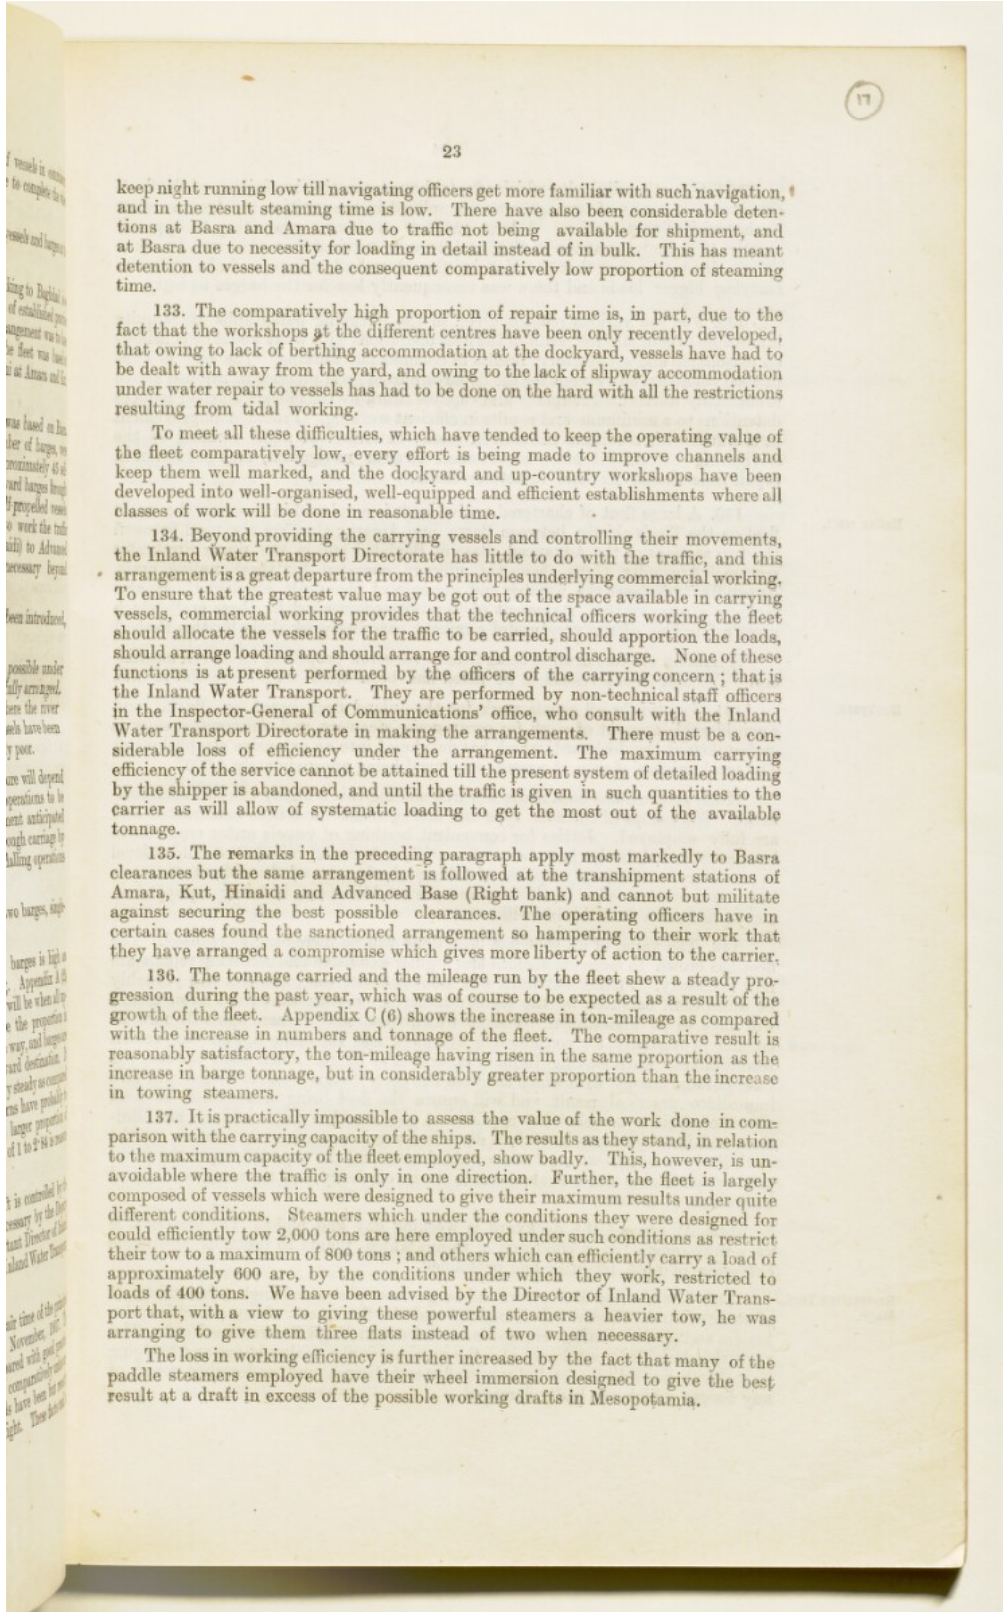 17
23
keep night running low till navigating officers get more familiar with such navigation,
and in the result steaming time is low. There have also been considerable deten-
tions at Basra and Amara due to traffic not being available for shipment, and
at Basra due to necessity for loading in detail instead of in bulk. This has meant
detention to vessels and the consequent comparatively low proportion of steaming
time.
133. The comparatively high proportion of repair time is, in part, due to the
fact that the workshops at the different centres have been only recently developed,
that owing to lack of berthing accommodation at the dockyard, vessels have had to
be dealt with away from the yard, and owing to the lack of slipway accommodation
under water repair to vessels has had to be done on the hard with all the restrictions
resulting from tidal working.
To meet all these difficulties, which have tended to keep the operating value of
the fleet comparatively low, every effort is being made to improve channels and
keep them well marked, and the dockyard and up-country workshops have been
developed into well-organised, well-equipped and efficient establishments where all
classes of work will be done in reasonable time.
134. Beyond providing the carrying vessels and controlling their movements,
the Inland Water Transport Directorate has little to do with the traffic, and this
arrangement is a great departure from the principles underlying commercial working.
To ensure that the greatest value may be got out of the space available in carrying
vessels, commercial working provides that the technical officers working the fleet
should allocate the vessels for the traffic to be carried, should apportion the loads,
should arrange loading and should arrange for and control discharge. None of these
functions is at present performed by the officers of the carrying concern ; that is
the Inland Water Transport. They are performed by non-technical staff officers
in the Inspector-General of Communications' office, who consult with the Inland
Water Transport Directorate in making the arrangements. There must be a con-
siderable loss of efficiency under the arrangement. The maximum carrying
efficiency of the service cannot be attained till the present system of detailed loading
by the shipper is abandoned, and until the traffic is given in such quantities to the
carrier as will allow of systematic loading to get the most out of the available
tonnage.
135. The remarks in the preceding paragraph apply most markedly to Basra
clearances but the same arrangement is followed at the transhipment stations of
Amara, Kut, Hinaidi and Advanced Base (Right bank) and cannot but militate
against securing the best possible clearances. The operating officers have in
certain cases found the sanctioned arrangement so hampering to their work that
they have arranged a compromise which gives more liberty of action to the carrier.
136. The tonnage carried and the mileage run by the fleet shew a steady pro-
gression during the past year, which was of course to be expected as a result of the
growth of the fleet. Appendix C (6) shows the increase in ton-mileage as compared
with the increase in numbers and tonnage of the fleet. The comparative result is
reasonably satisfactory, the ton-mileage having risen in the same proportion as the
increase in barge tonnage, but in considerably greater proportion than the increase
in towing steamers.
137. It is practically impossible to assess the value of the work done in com-
parison with the carrying capacity of the ships. The results as they stand, in relation
to the maximum capacity of the fleet employed, show badly. This, however, is un-
avoidable where the traffic is only in one direction. Further, the fleet is largely
composed of vessels which were designed to give their maximum results under quite
different conditions. Steamers which under the conditions they were designed for
could efficiently tow 2,000 tons are here employed under such conditions as restrict
their tow to a maximum of 800 tons ; and others which can efficiently carry a load of
approximately 600 are, by the conditions under which they work, restricted to
loads of 400 tons. We have been advised by the Director of Inland Water Trans-
port that, with a view to giving these powerful steamers a heavier tow, he was
arranging to give them three flats instead of two when necessary.
The loss in working efficiency is further increased by the fact that many of the
paddle steamers employed have their wheel immersion designed to give the best
result at a draft in excess of the possible working drafts in Mesopotamia.